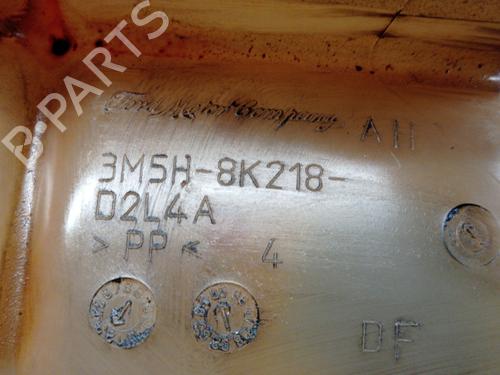 B-PARTS
Ford Motor Company
AH
3M5H-8K218-
D2L4A
>PP<
4
DF